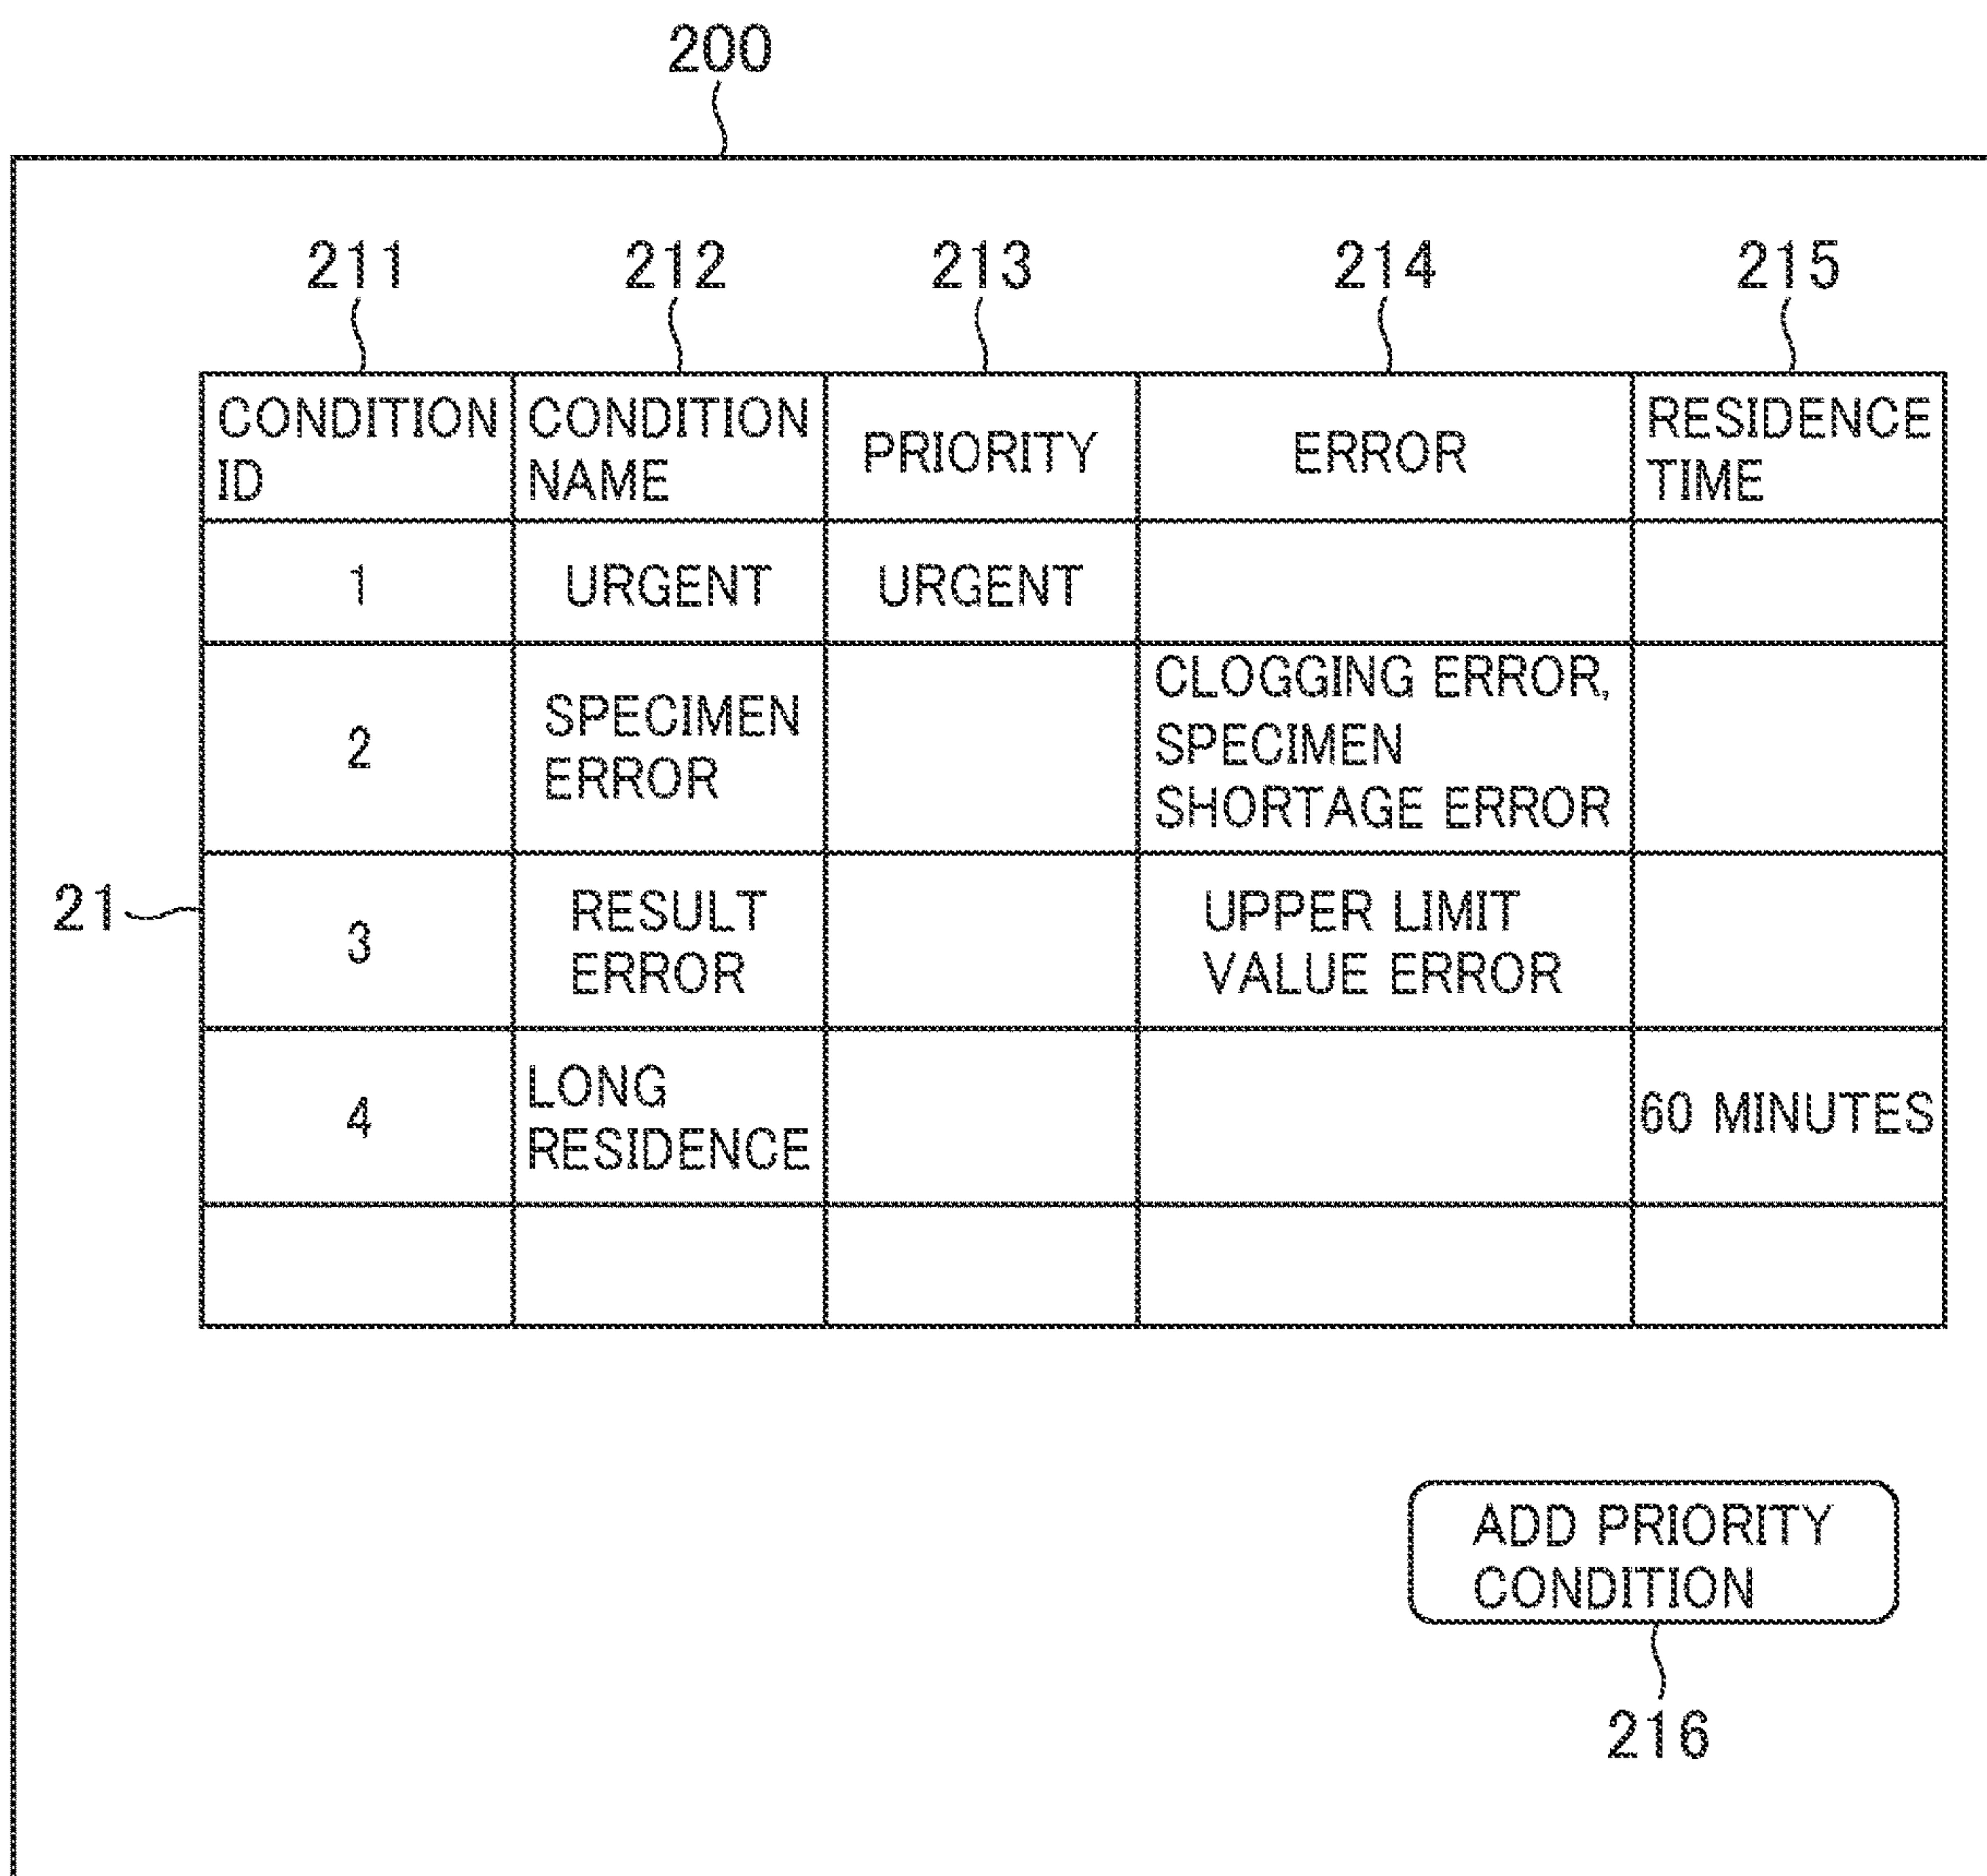 200
211 212 213 214 215
CONDITION ID CONDITION NAME PRIORITY ERROR RESIDENCE TIME
1 URGENT URGENT
2 SPECIMEN ERROR CLOGGING ERROR, SPECIMEN SHORTAGE ERROR
21
3 RESULT ERROR UPPER LIMIT VALUE ERROR
4 LONG RESIDENCE 60 MINUTES
ADD PRIORITY
CONDITION
216